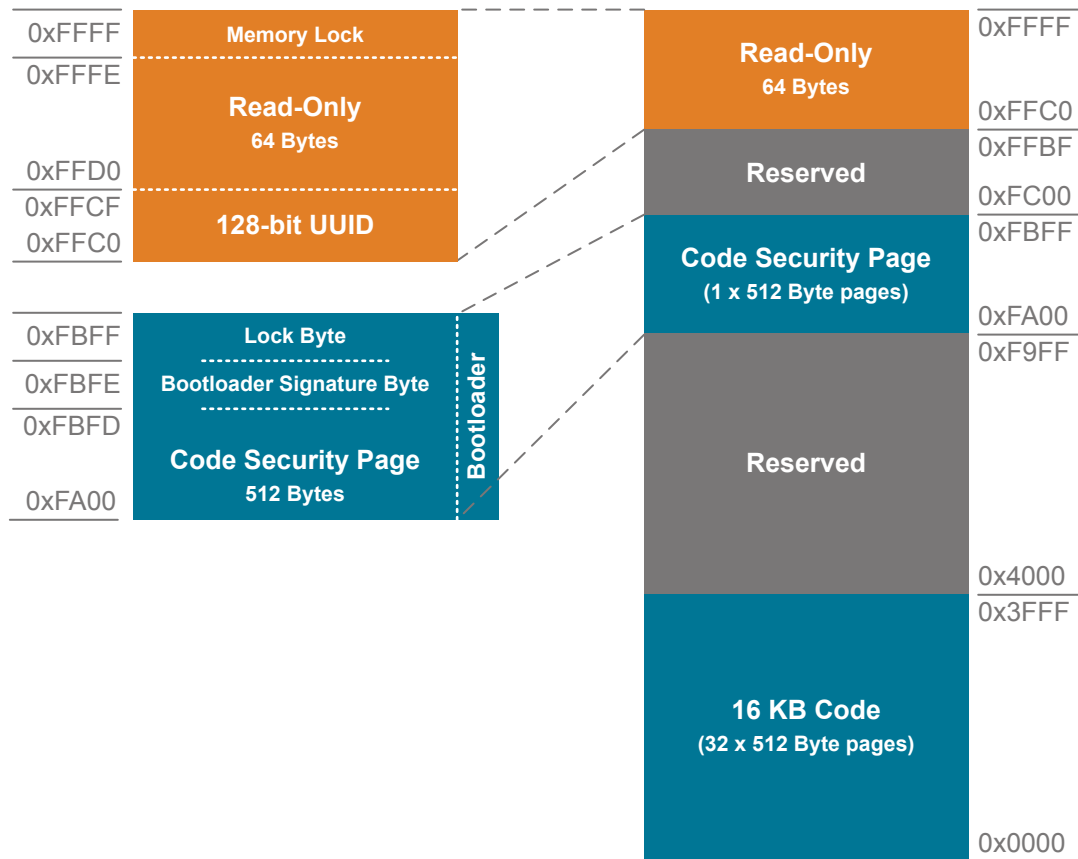 0xFFFF
Memory Lock
0xFFFE
Read-Only
64 Bytes
0xFFD0
0xFFCF
128-bit UUID
0xFFC0
0xFBFF
Lock Byte
0xFBFE
Bootloader Signature Byte
0xFBFD
Code Security Page
512 Bytes
0xFA00
Bootloader
0xFFFF
Read-Only
64 Bytes
0xFFC0
0xFFBF
Reserved
0xFC00
0xFBFF
Code Security Page
(1 x 512 Byte pages)
0xFA00
0xF9FF
Reserved
0x4000
0x3FFF
16 KB Code
(32 x 512 Byte pages)
0x0000